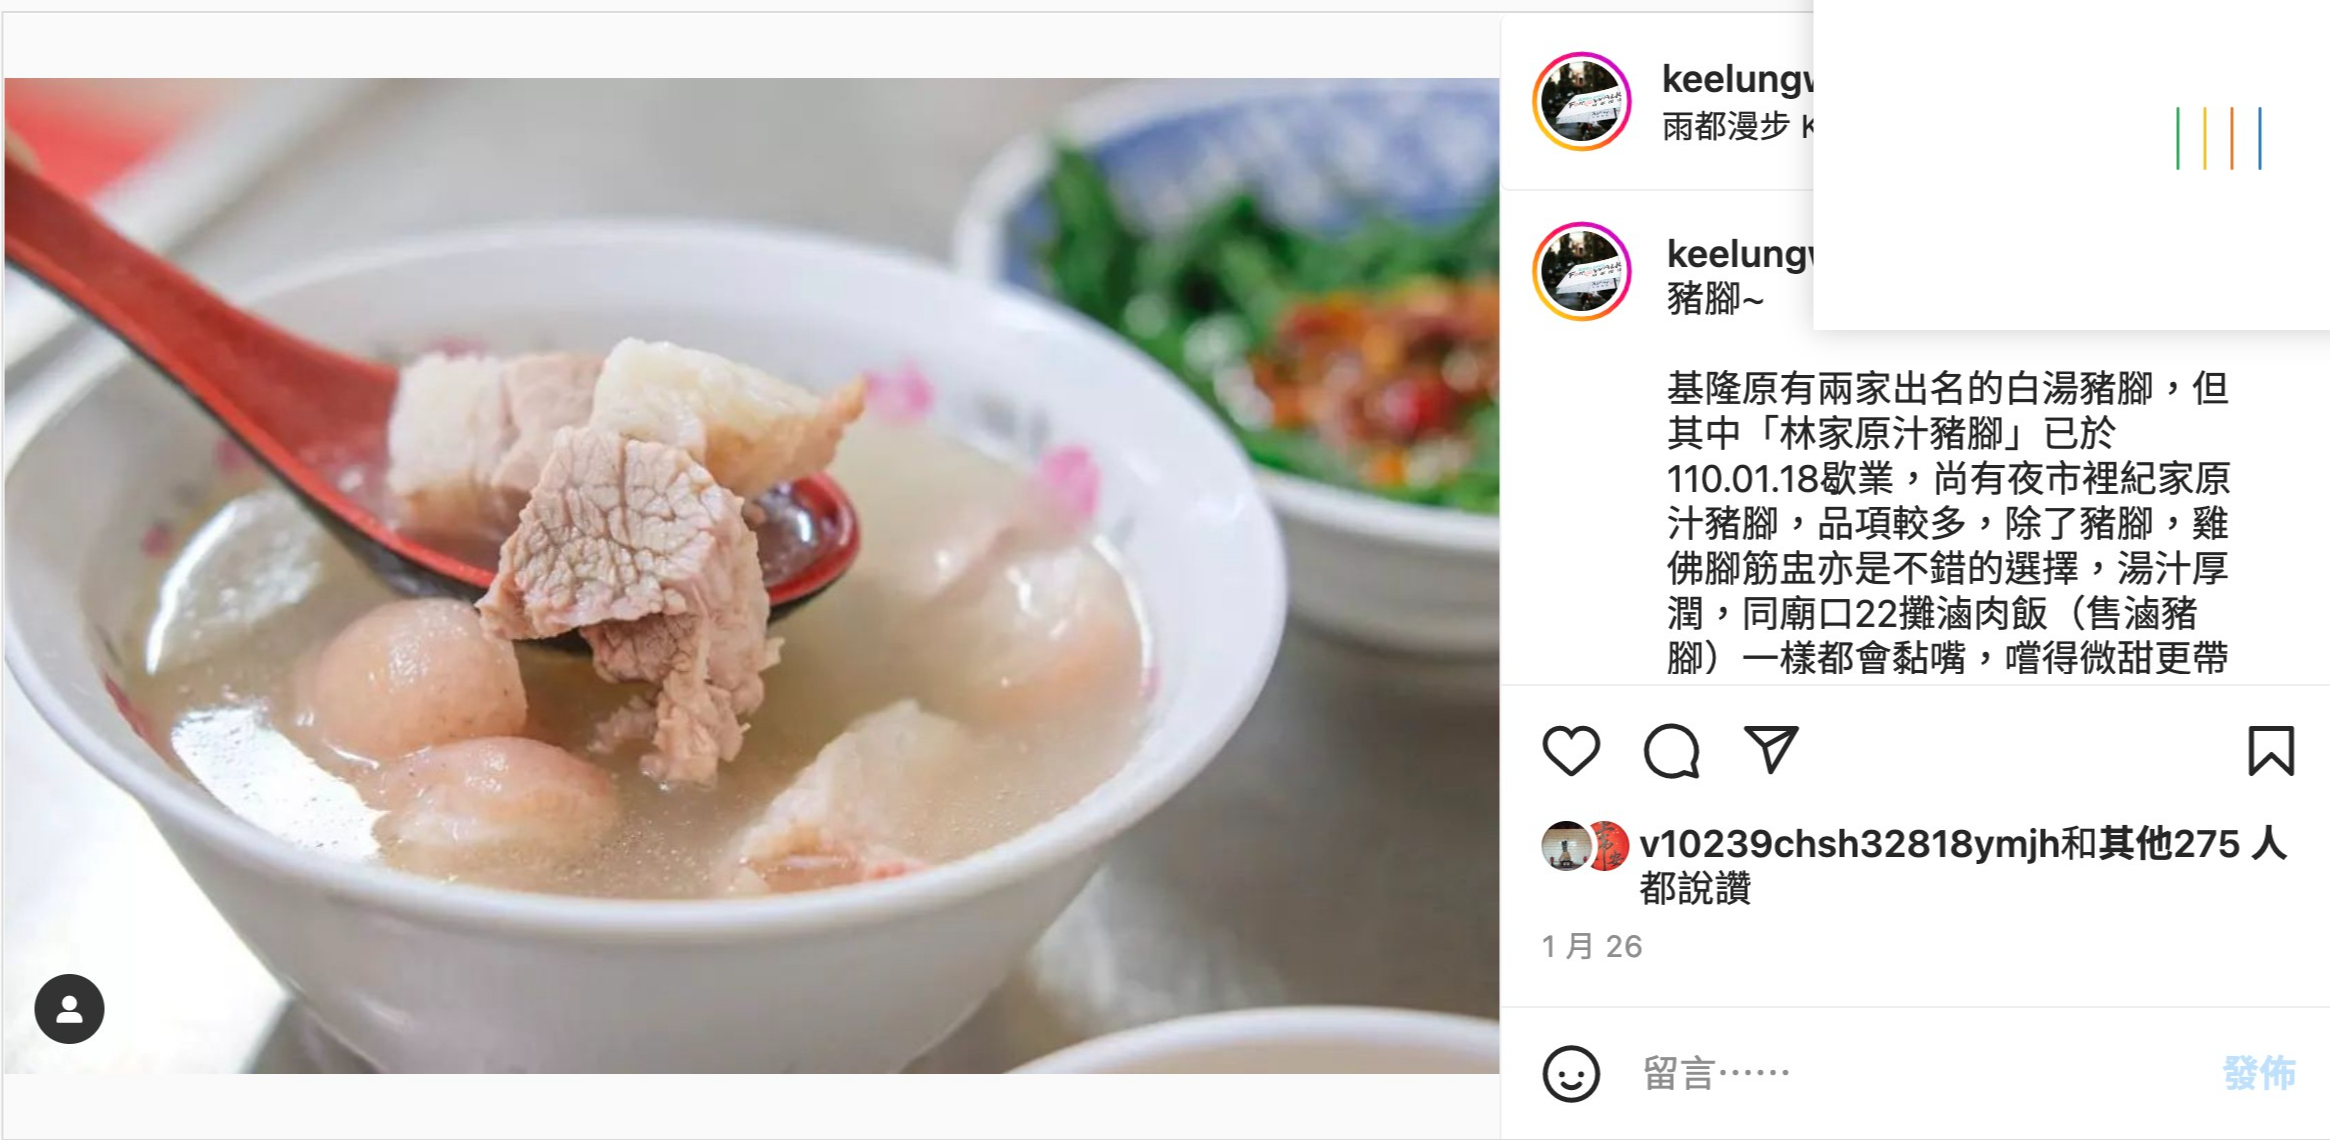 keelungw
雨都漫步 K
keelungw
豬腳~
基隆原有兩家出名的白湯豬腳，但
其中「林家原汁豬腳」已於
110.01.18歇業，尚有夜市裡紀家原
汁豬腳，品項較多，除了豬腳，雞
佛腳筋盅亦是不錯的選擇，湯汁厚
潤，同廟口22攤滷肉飯（售滷豬
腳）一樣都會黏嘴，嚐得微甜更帶
v10239chsh32818ymjh和其他275 人
都說讚
1 月 26
留言……
發佈